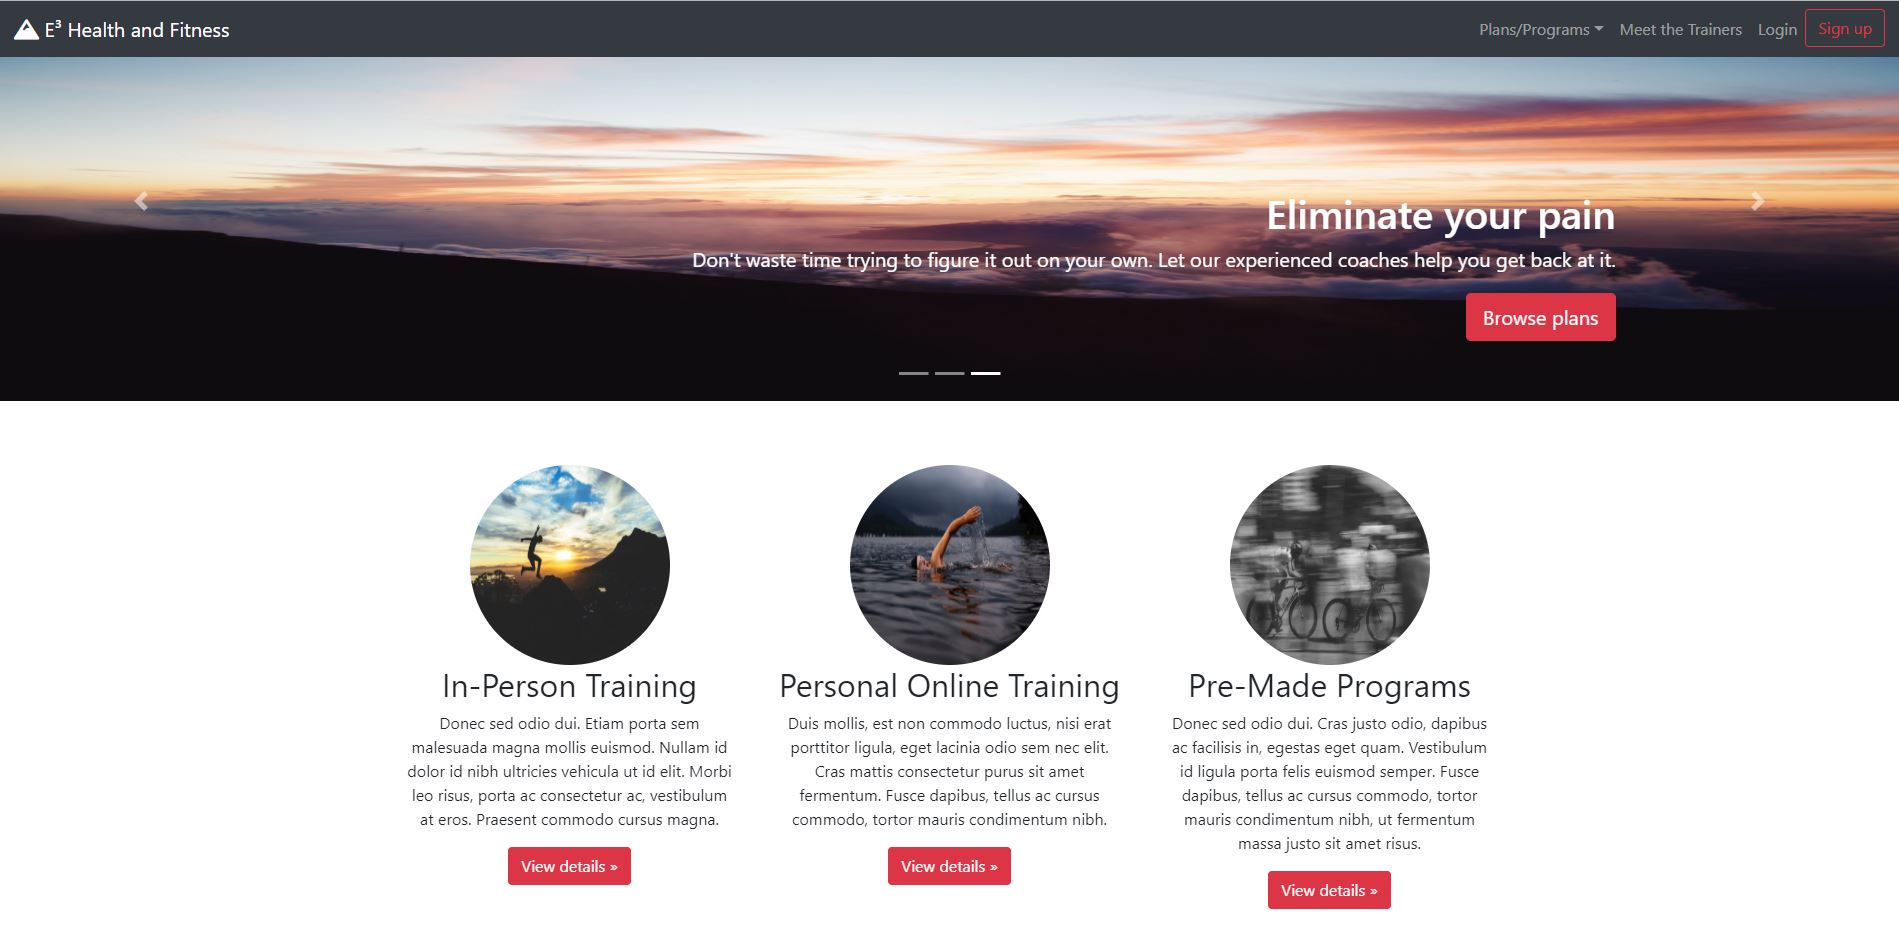 E³ Health and Fitness
Plans/Programs
Meet the Trainers
Login
Sign up
Eliminate your pain
Don't waste time trying to figure it out on your own. Let our experienced coaches help you get back at it.
Browse plans
In-Person Training
Donec sed odio dui. Etiam porta sem
malesuada magna mollis euismod. Nullam id
dolor id nibh ultricies vehicula ut id elit. Morbi
leo risus, porta ac consectetur ac, vestibulum
at eros. Praesent commodo cursus magna.
View details »
Personal Online Training
Duis mollis, est non commodo luctus, nisi erat
porttitor ligula, eget lacinia odio sem nec elit.
Cras mattis consectetur purus sit amet
fermentum. Fusce dapibus, tellus ac cursus
commodo, tortor mauris condimentum nibh.
View details »
Pre-Made Programs
Donec sed odio dui. Cras justo odio, dapibus
ac facilisis in, egestas eget quam. Vestibulum
id ligula porta felis euismod semper. Fusce
dapibus, tellus ac cursus commodo, tortor
mauris condimentum nibh, ut fermentum
massa justo sit amet risus.
View details »